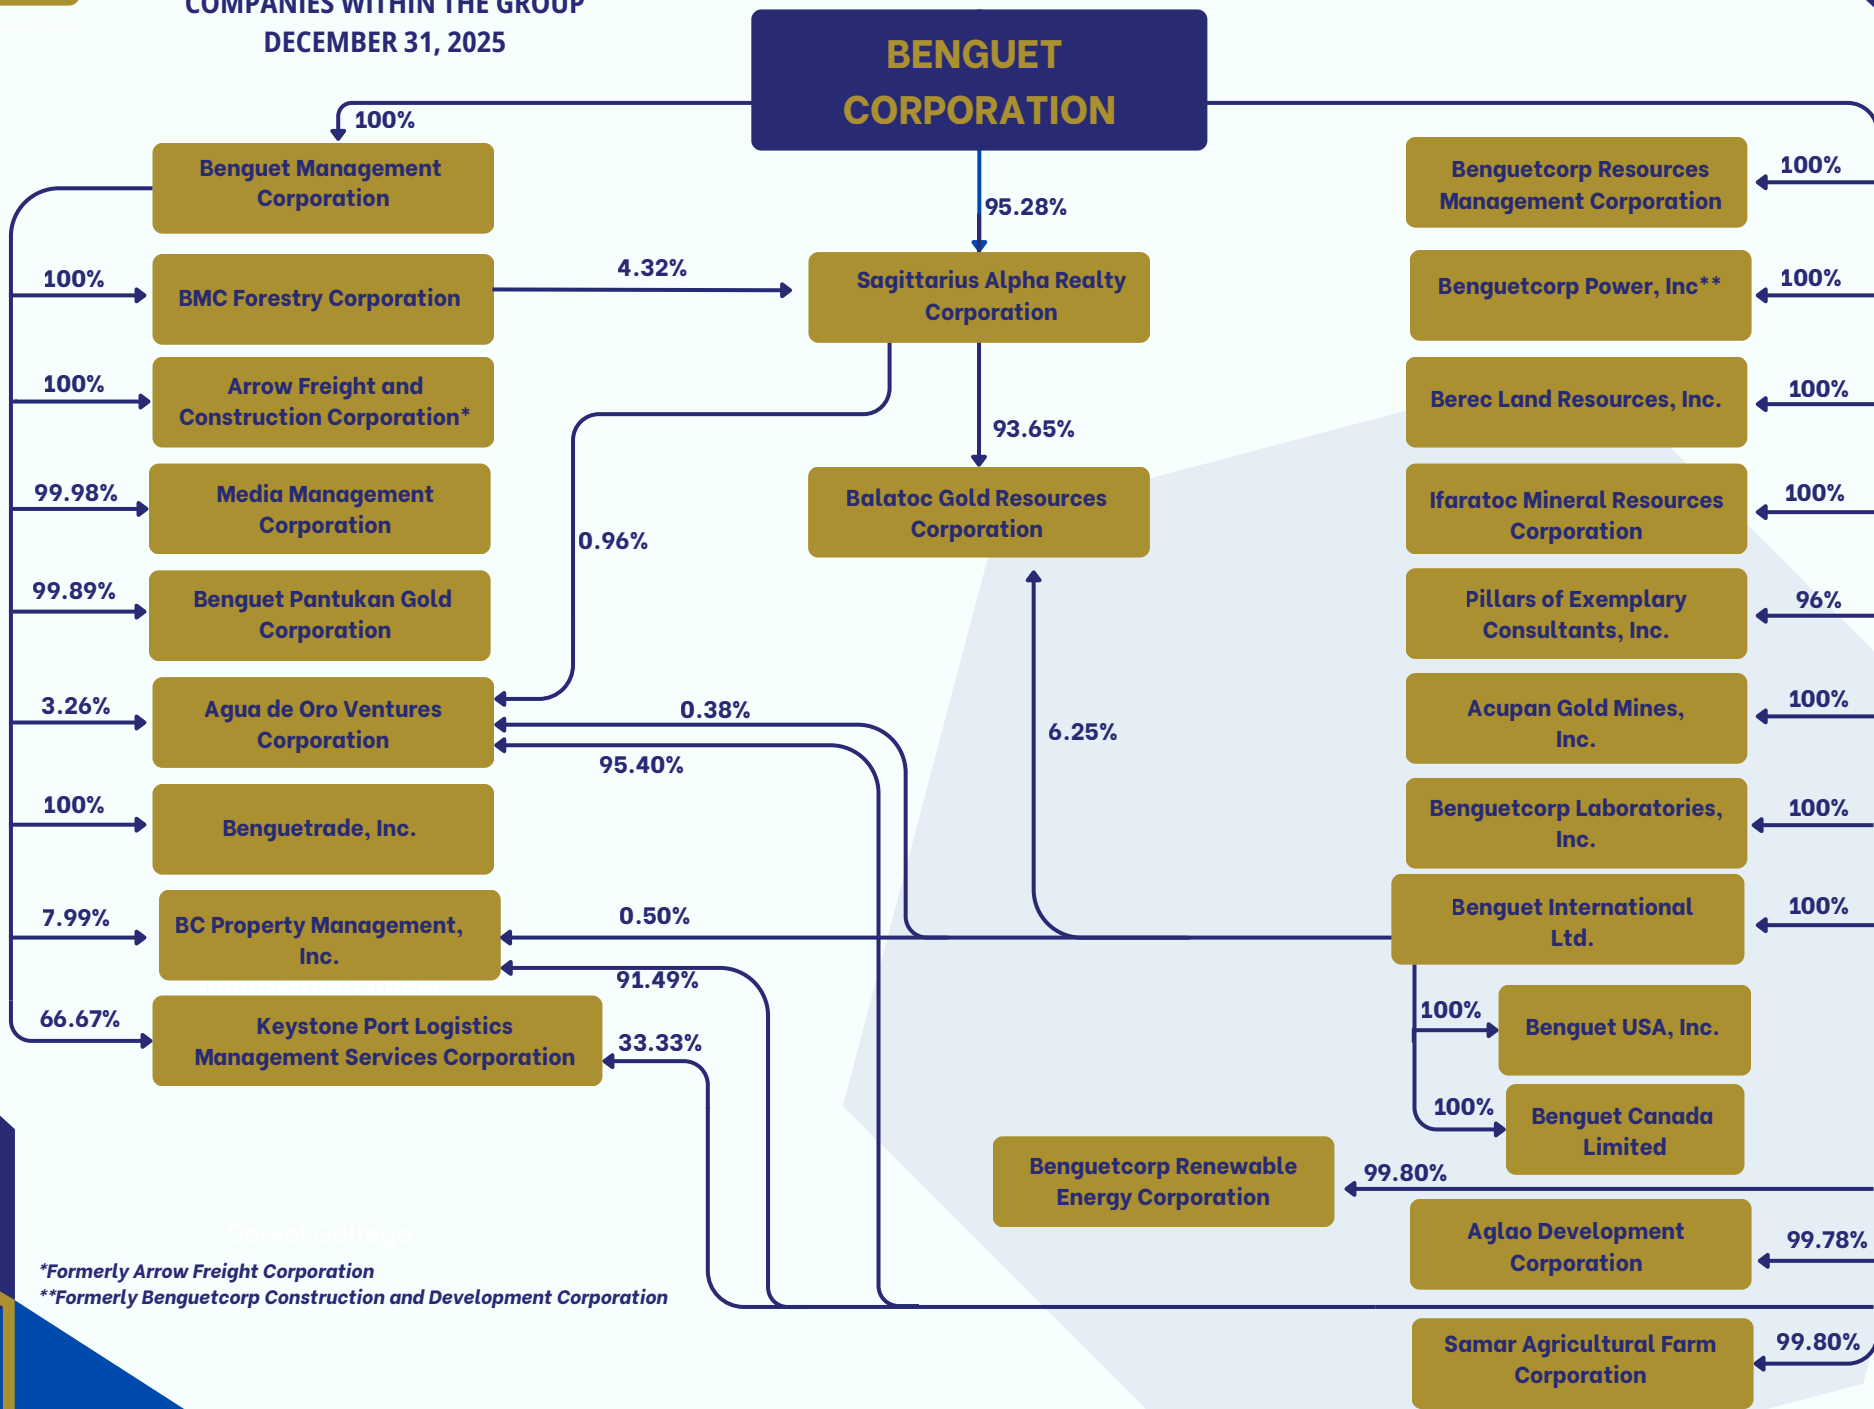 COMPANIES WITHIN THE GROUP
DECEMBER 31, 2025
BENGUET
CORPORATION
100%
Benguet Management
Corporation
95.28%
Benguetcorp Resources
Management Corporation
100%
100%
BMC Forestry Corporation
4.32%
Sagittarius Alpha Realty
Corporation
Benguetcorp Power, Inc**
100%
100%
Arrow Freight and
Construction Corporation*
93.65%
Berec Land Resources, Inc.
100%
99.98%
Media Management
Corporation
Balatoc Gold Resources
Corporation
Ifaratoc Mineral Resources
Corporation
100%
0.96%
99.89%
Benguet Pantukan Gold
Corporation
Pillars of Exemplary
Consultants, Inc.
96%
3.26%
Agua de Oro Ventures
Corporation
0.38%
95.40%
6.25%
Acupan Gold Mines,
Inc.
100%
100%
Benguetrade, Inc.
Benguetcorp Laboratories,
Inc.
100%
7.99%
BC Property Management,
Inc.
0.50%
91.49%
Benguet International
Ltd.
100%
66.67%
Keystone Port Logistics
Management Services Corporation
33.33%
100%
Benguet USA, Inc.
100%
Benguet Canada
Limited
Benguetcorp Renewable
Energy Corporation
99.80%
Aglao Development
Corporation
99.78%
*Formerly Arrow Freight Corporation
**Formerly Benguetcorp Construction and Development Corporation
Samar Agricultural Farm
Corporation
99.80%